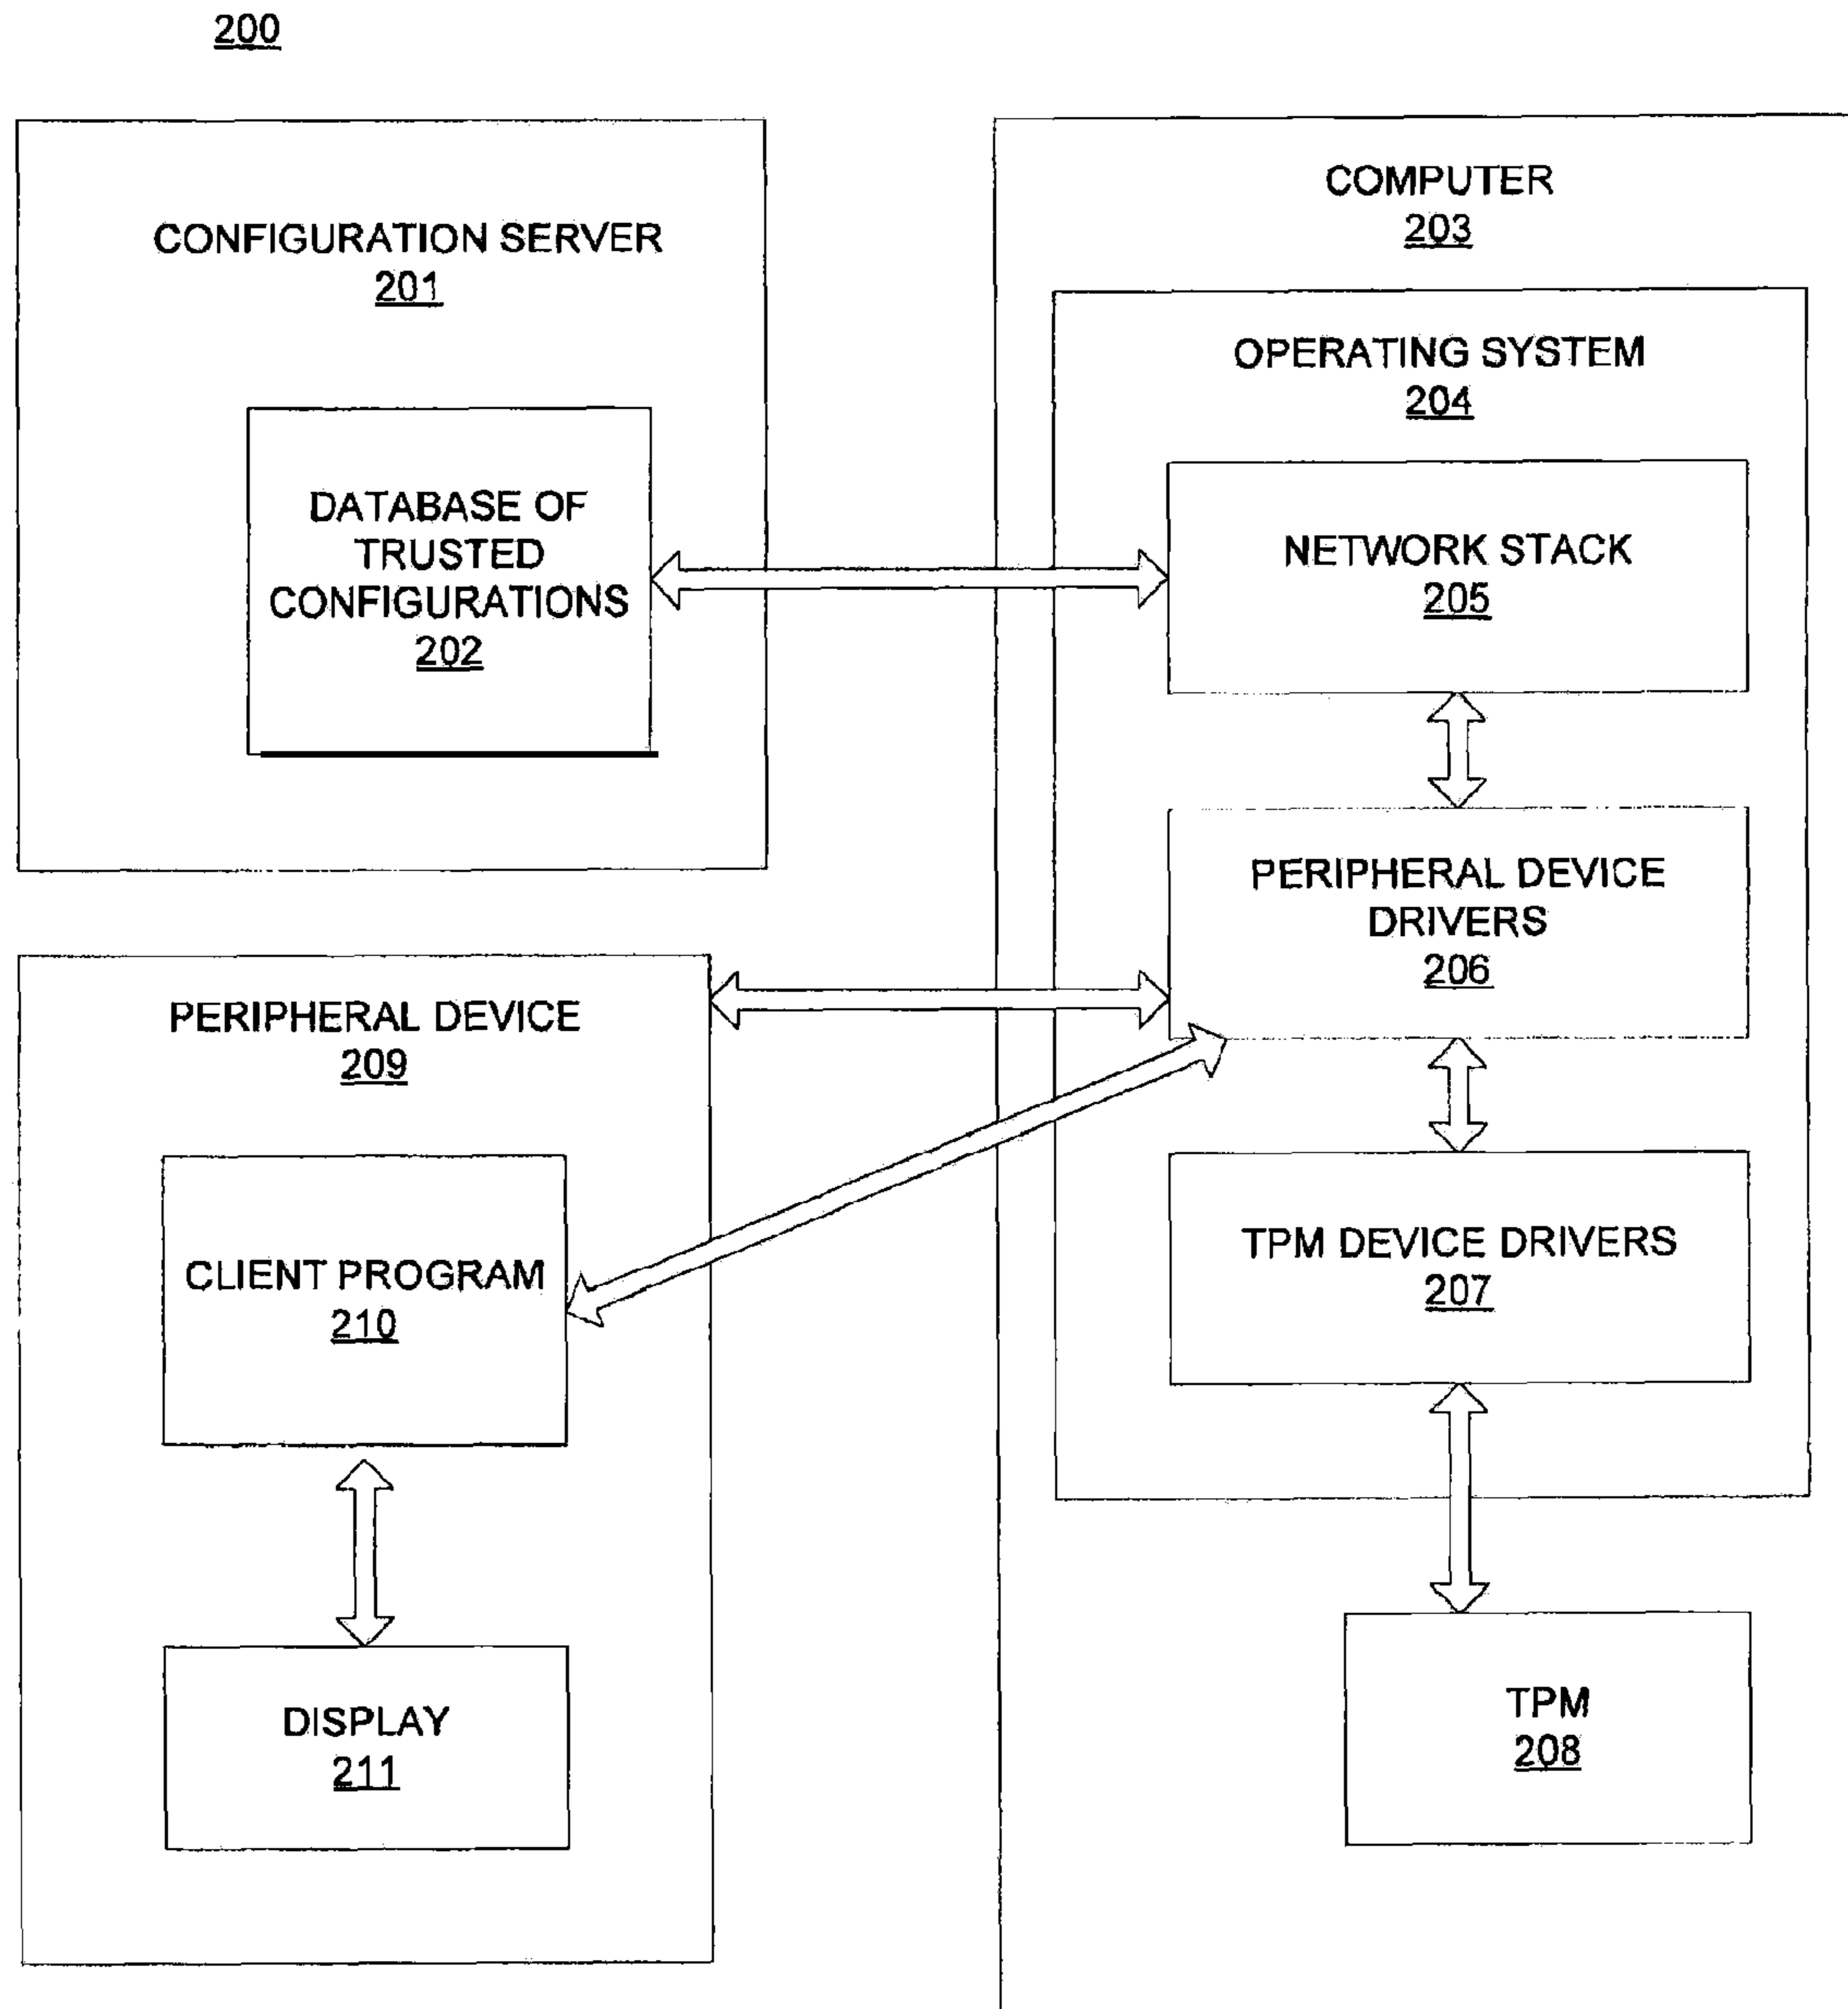 200
CONFIGURATION SERVER
201
DATABASE OF
TRUSTED
CONFIGURATIONS
202
COMPUTER
203
OPERATING SYSTEM
204
NETWORK STACK
205
PERIPHERAL DEVICE
DRIVERS
206
TPM DEVICE DRIVERS
207
TPM
208
PERIPHERAL DEVICE
209
CLIENT PROGRAM
210
DISPLAY
211